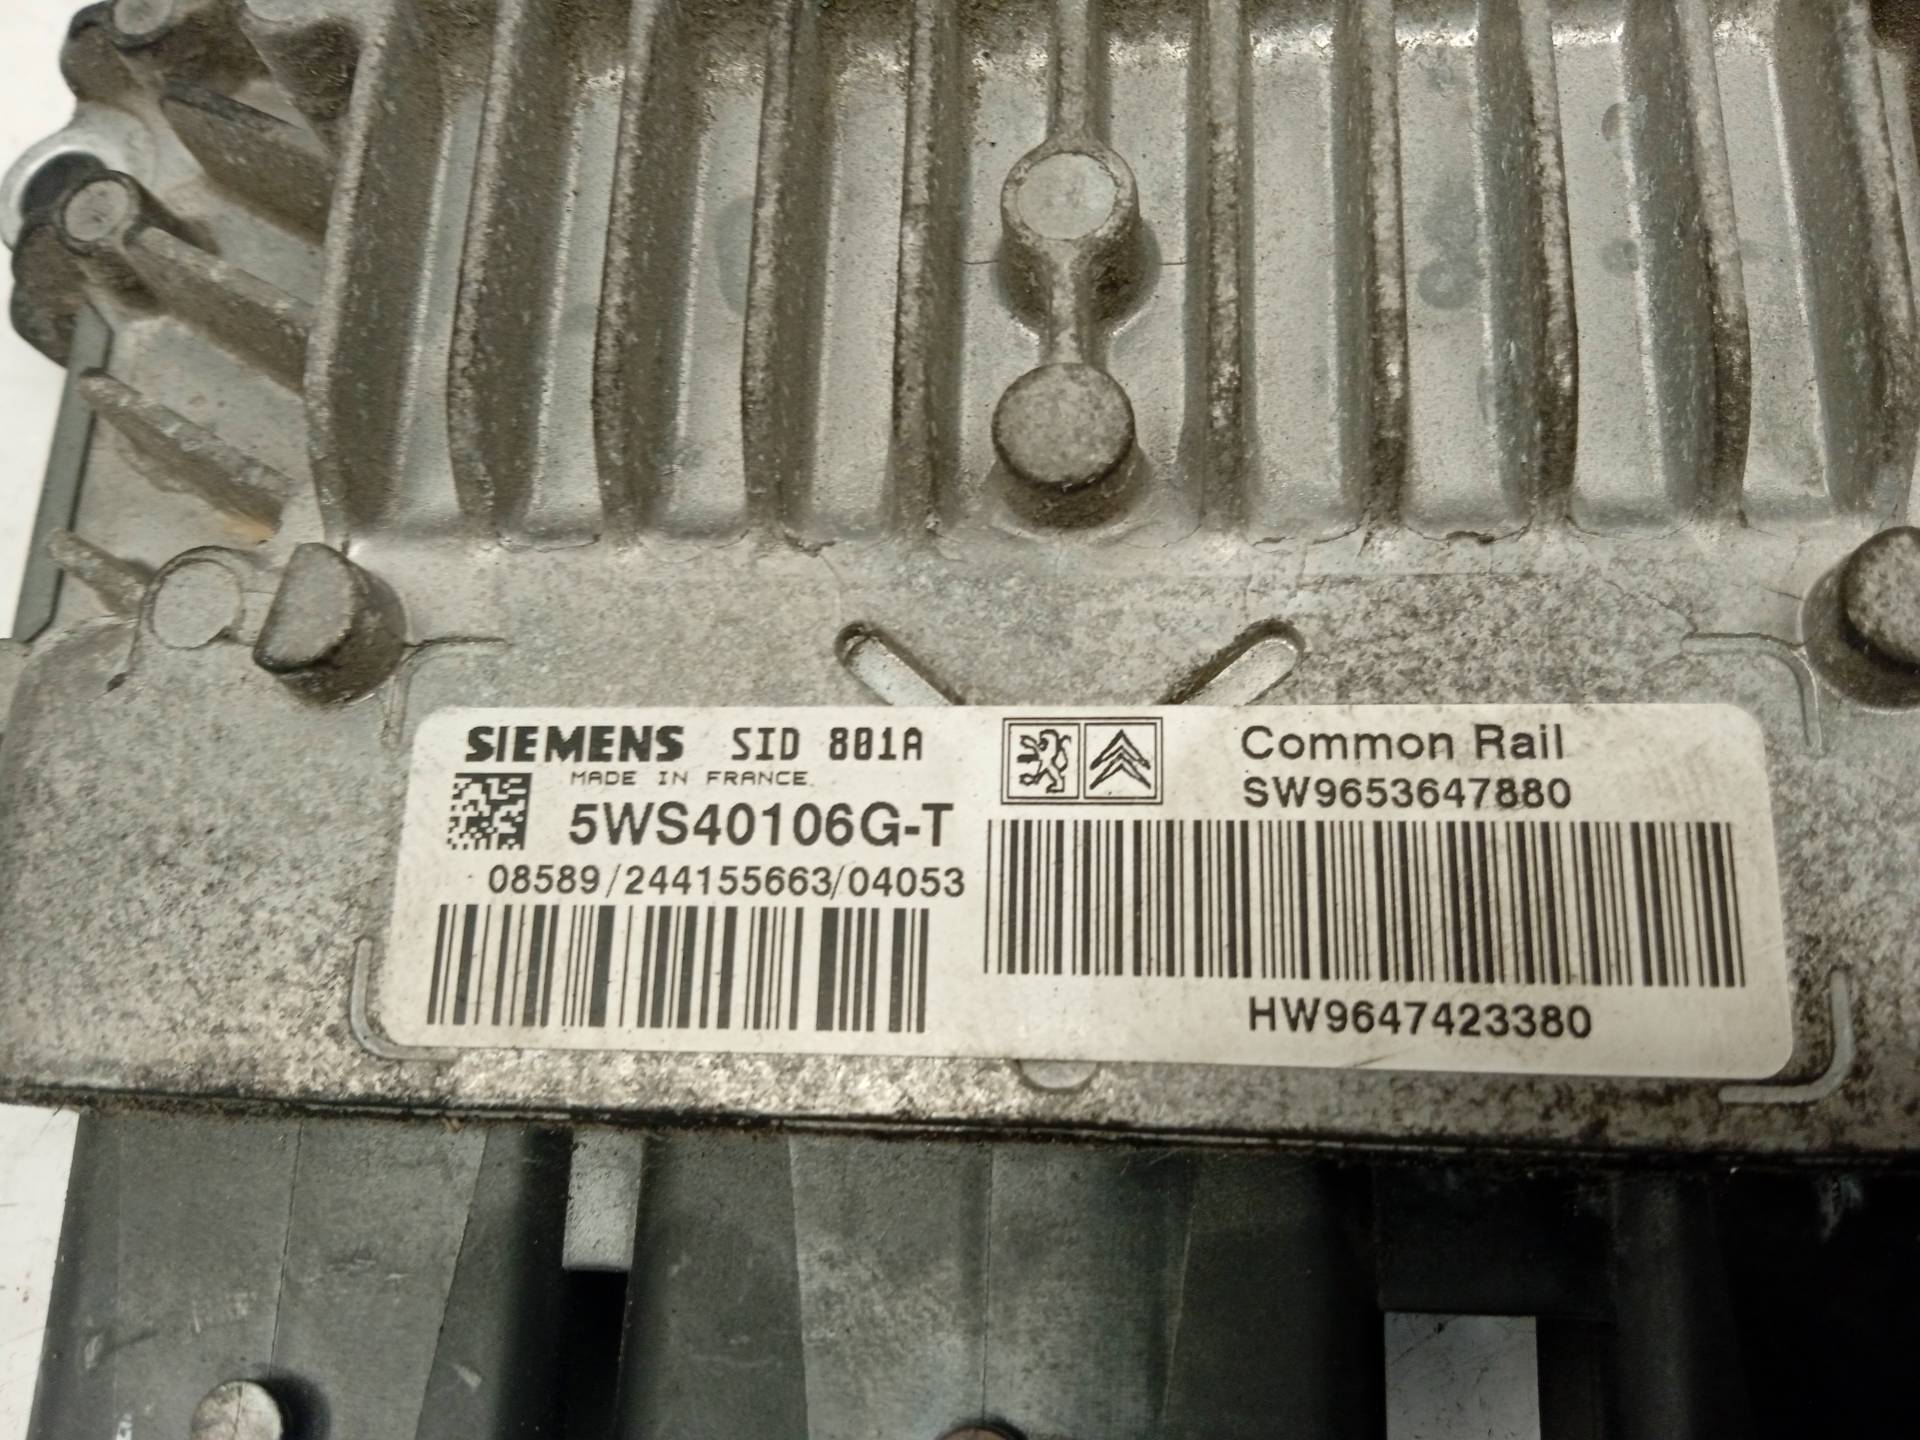 SIEMENS SID 801A
MADE IN FRANCE
5WS40106G-T
08589/244155663/04053
Common Rail
SW9653647880
HW9647423380